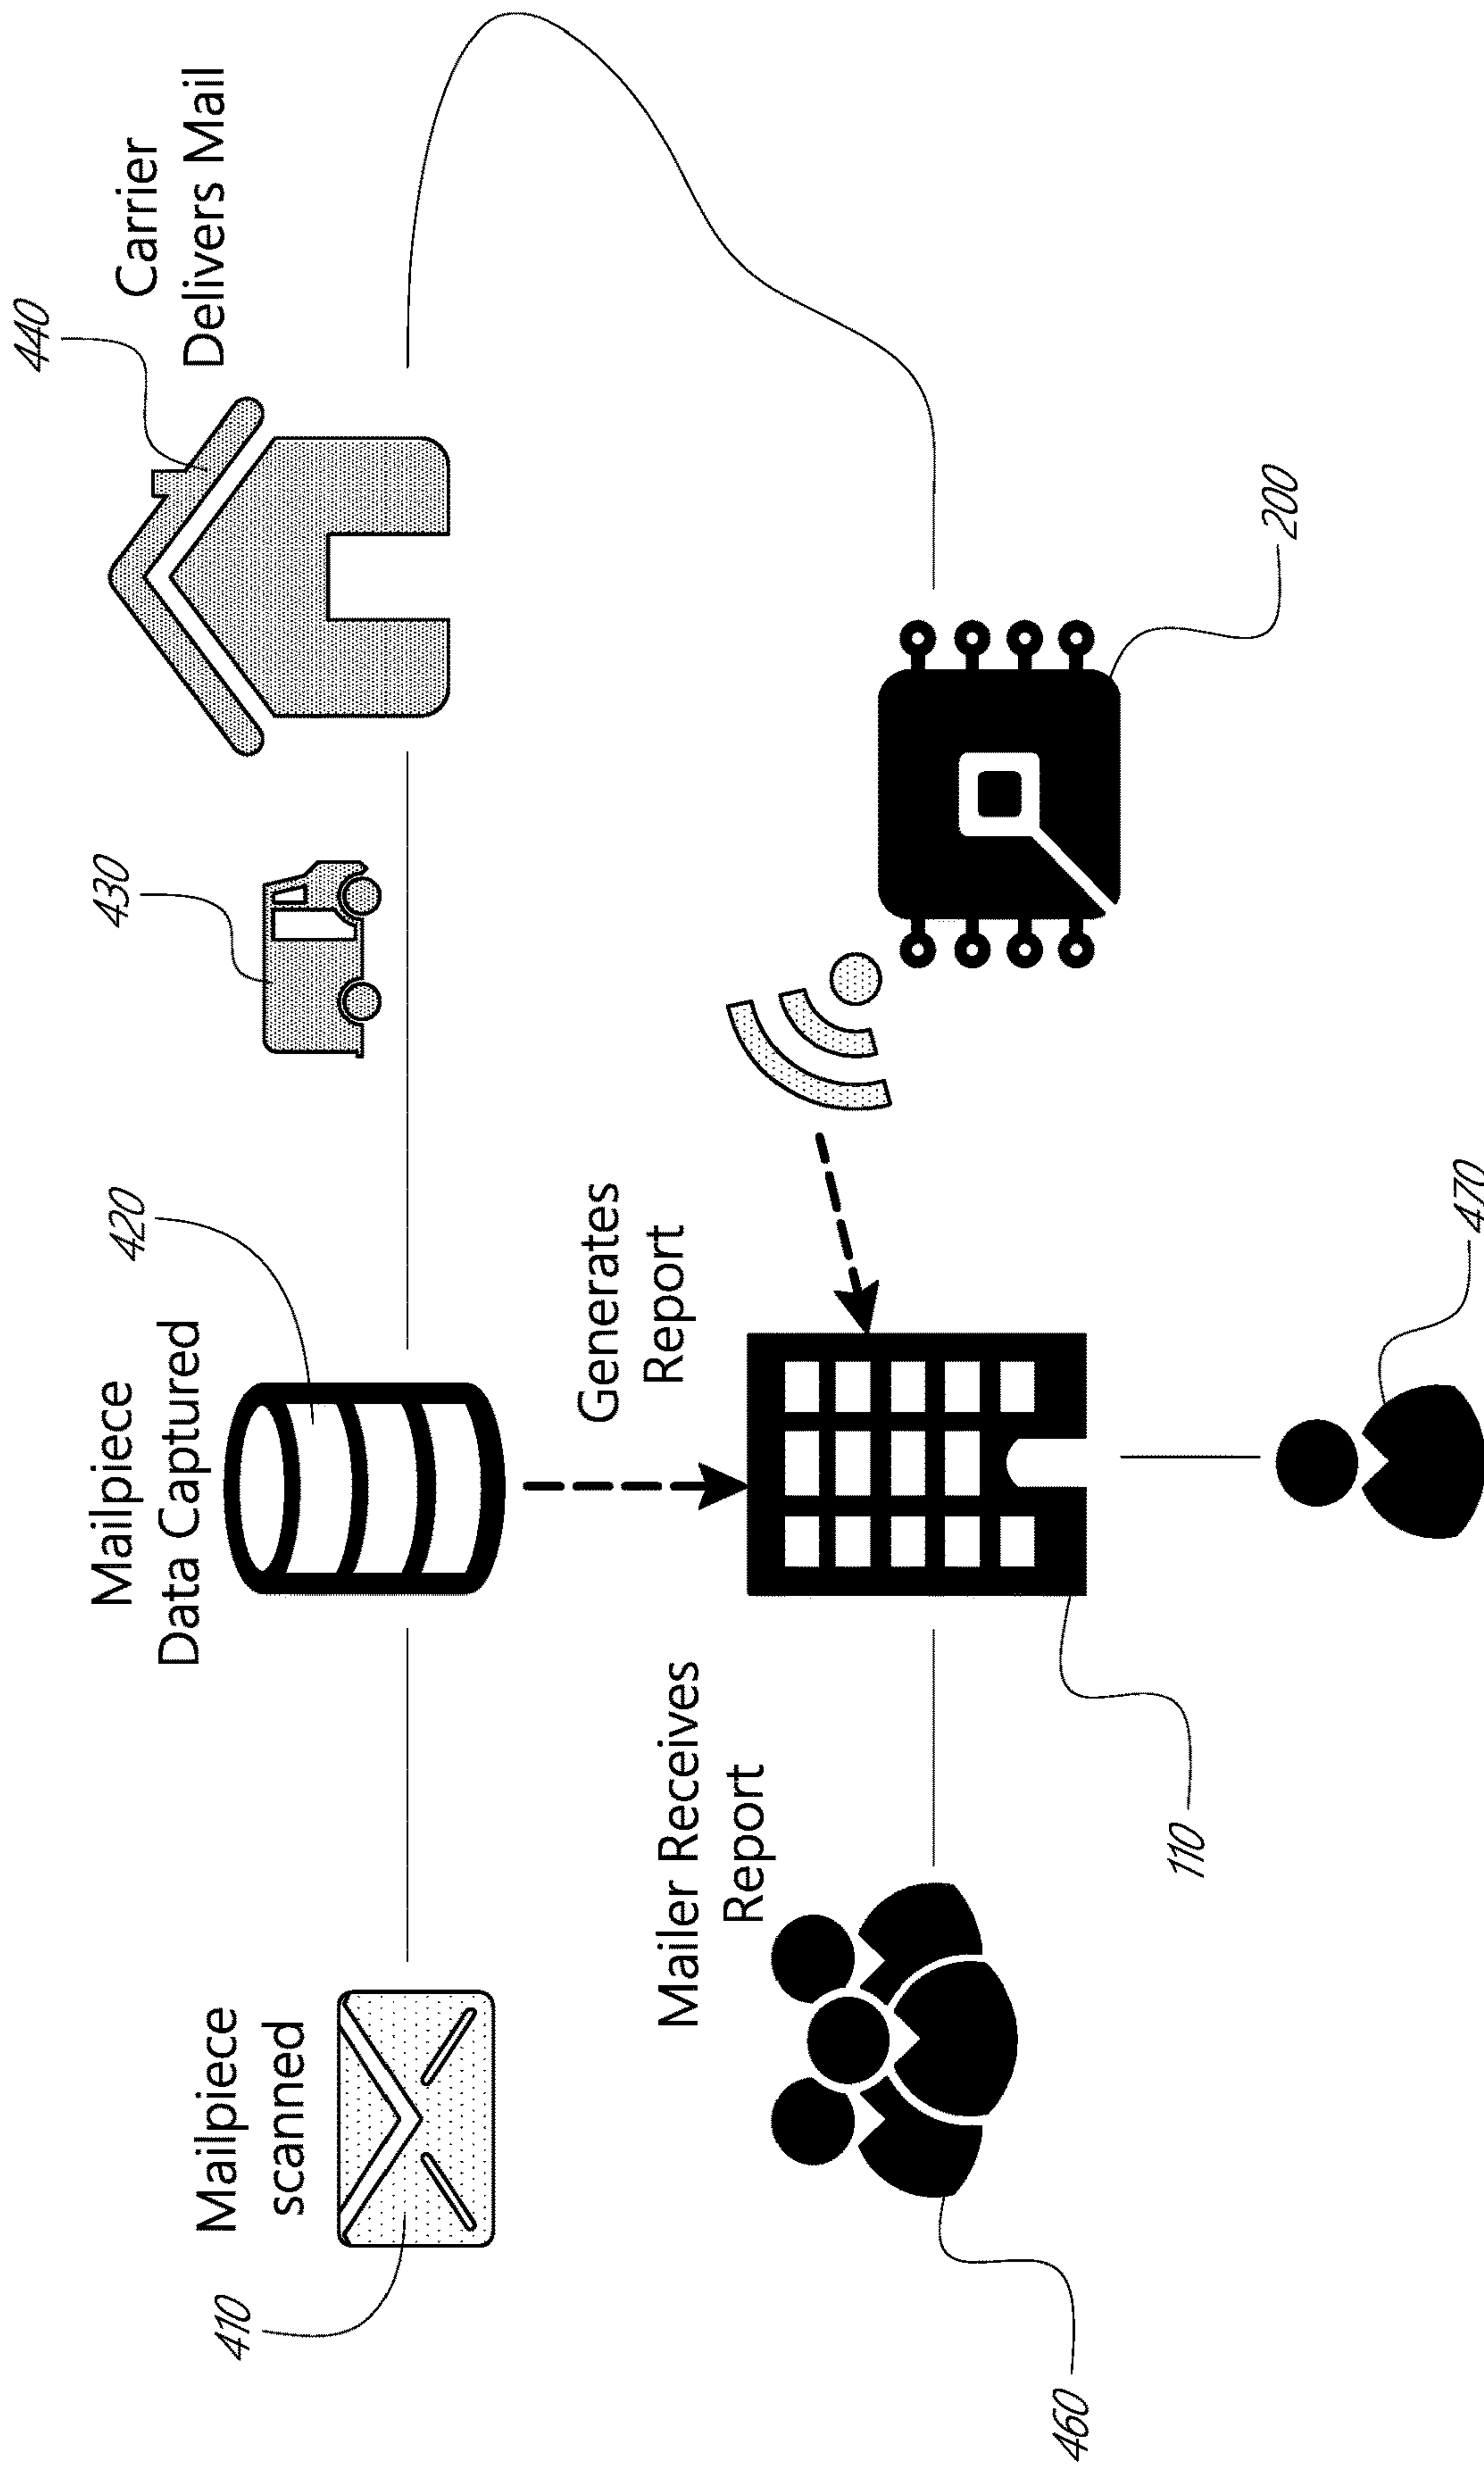 410
Mailpiece
scanned
Mailpiece
Data Captured
420
430
440
Carrier
Delivers Mail
Mailer Receives
Report
Generates
Report
460
110
470
200